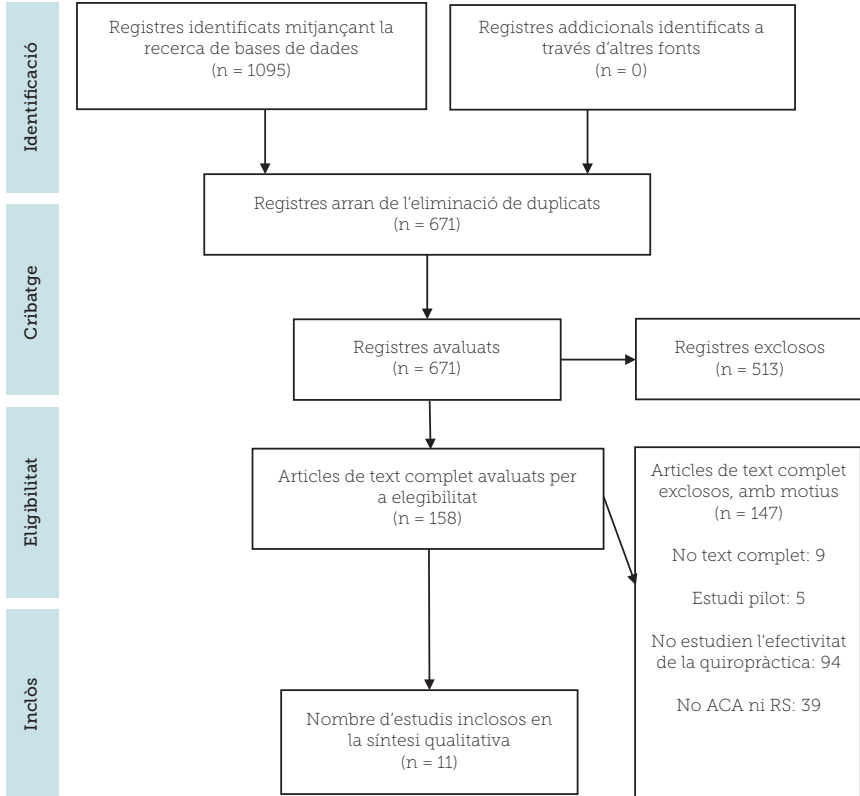 Identificació
Registres identificats mitjançant la
recerca de bases de dades
(n = 1095)
Registres addicionals identificats a
través d’altres fonts
(n = 0)
Registres arran de l’eliminació de duplicats
(n = 671)
Cribatge
Registres avaluats
(n = 671)
Registres exclosos
(n = 513)
Eligibilitat
Articles de text complet avaluats per
a elegibilitat
(n = 158)
Articles de text complet
exclosos, amb motius
(n = 147)
No text complet: 9
Estudi pilot: 5
No estudien l’efectivitat
de la quiropràctica: 94
No ACA ni RS: 39
Inclòs
Nombre d’estudis inclosos en
la síntesi qualitativa
(n = 11)